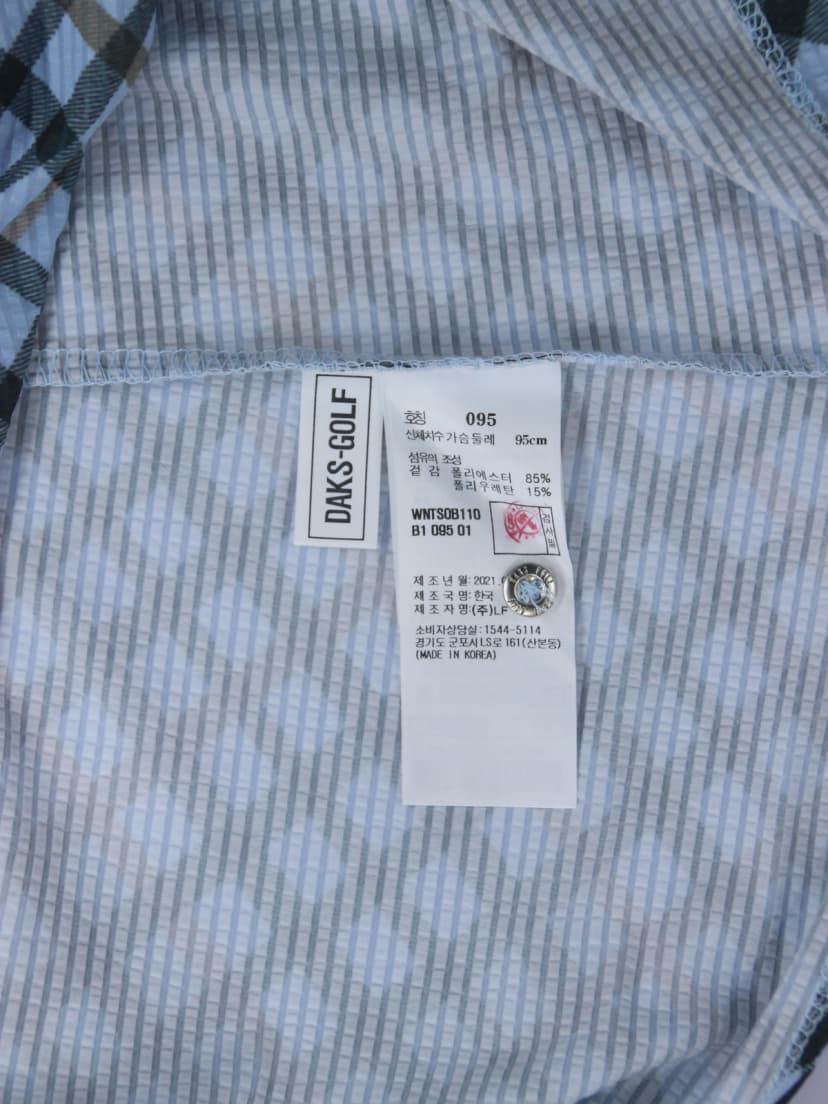 DAKS-GOLF
호칭 095
신체치수 가슴둘레 95cm
섬유의 조성
겉 감 폴리에스터 85%
폴리우레탄 15%
WNTS0B110
B1 095 01
검사필
제 조 년 월: 2021.
제 조 국 명: 한국
제 조 자 명: (주)LF
소비자상담실: 1544-5114
경기도 군포시 LS로 161(산본동)
(MADE IN KOREA)